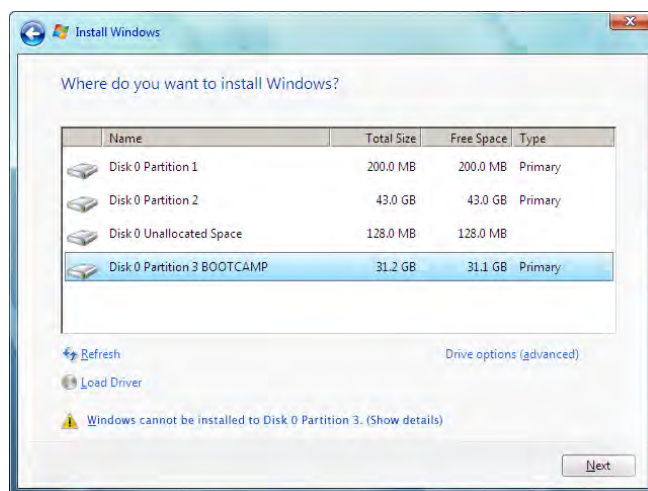 Install Windows
Where do you want to install Windows?
Name Total Size Free Space Type
Disk 0 Partition 1 200.0 MB 200.0 MB Primary
Disk 0 Partition 2 43.0 GB 43.0 GB Primary
Disk 0 Unallocated Space 128.0 MB 128.0 MB
Disk 0 Partition 3 BOOTCAMP 31.2 GB 31.1 GB Primary
Refresh Drive options (advanced)
Load Driver
Windows cannot be installed to Disk 0 Partition 3. (Show details)
Next